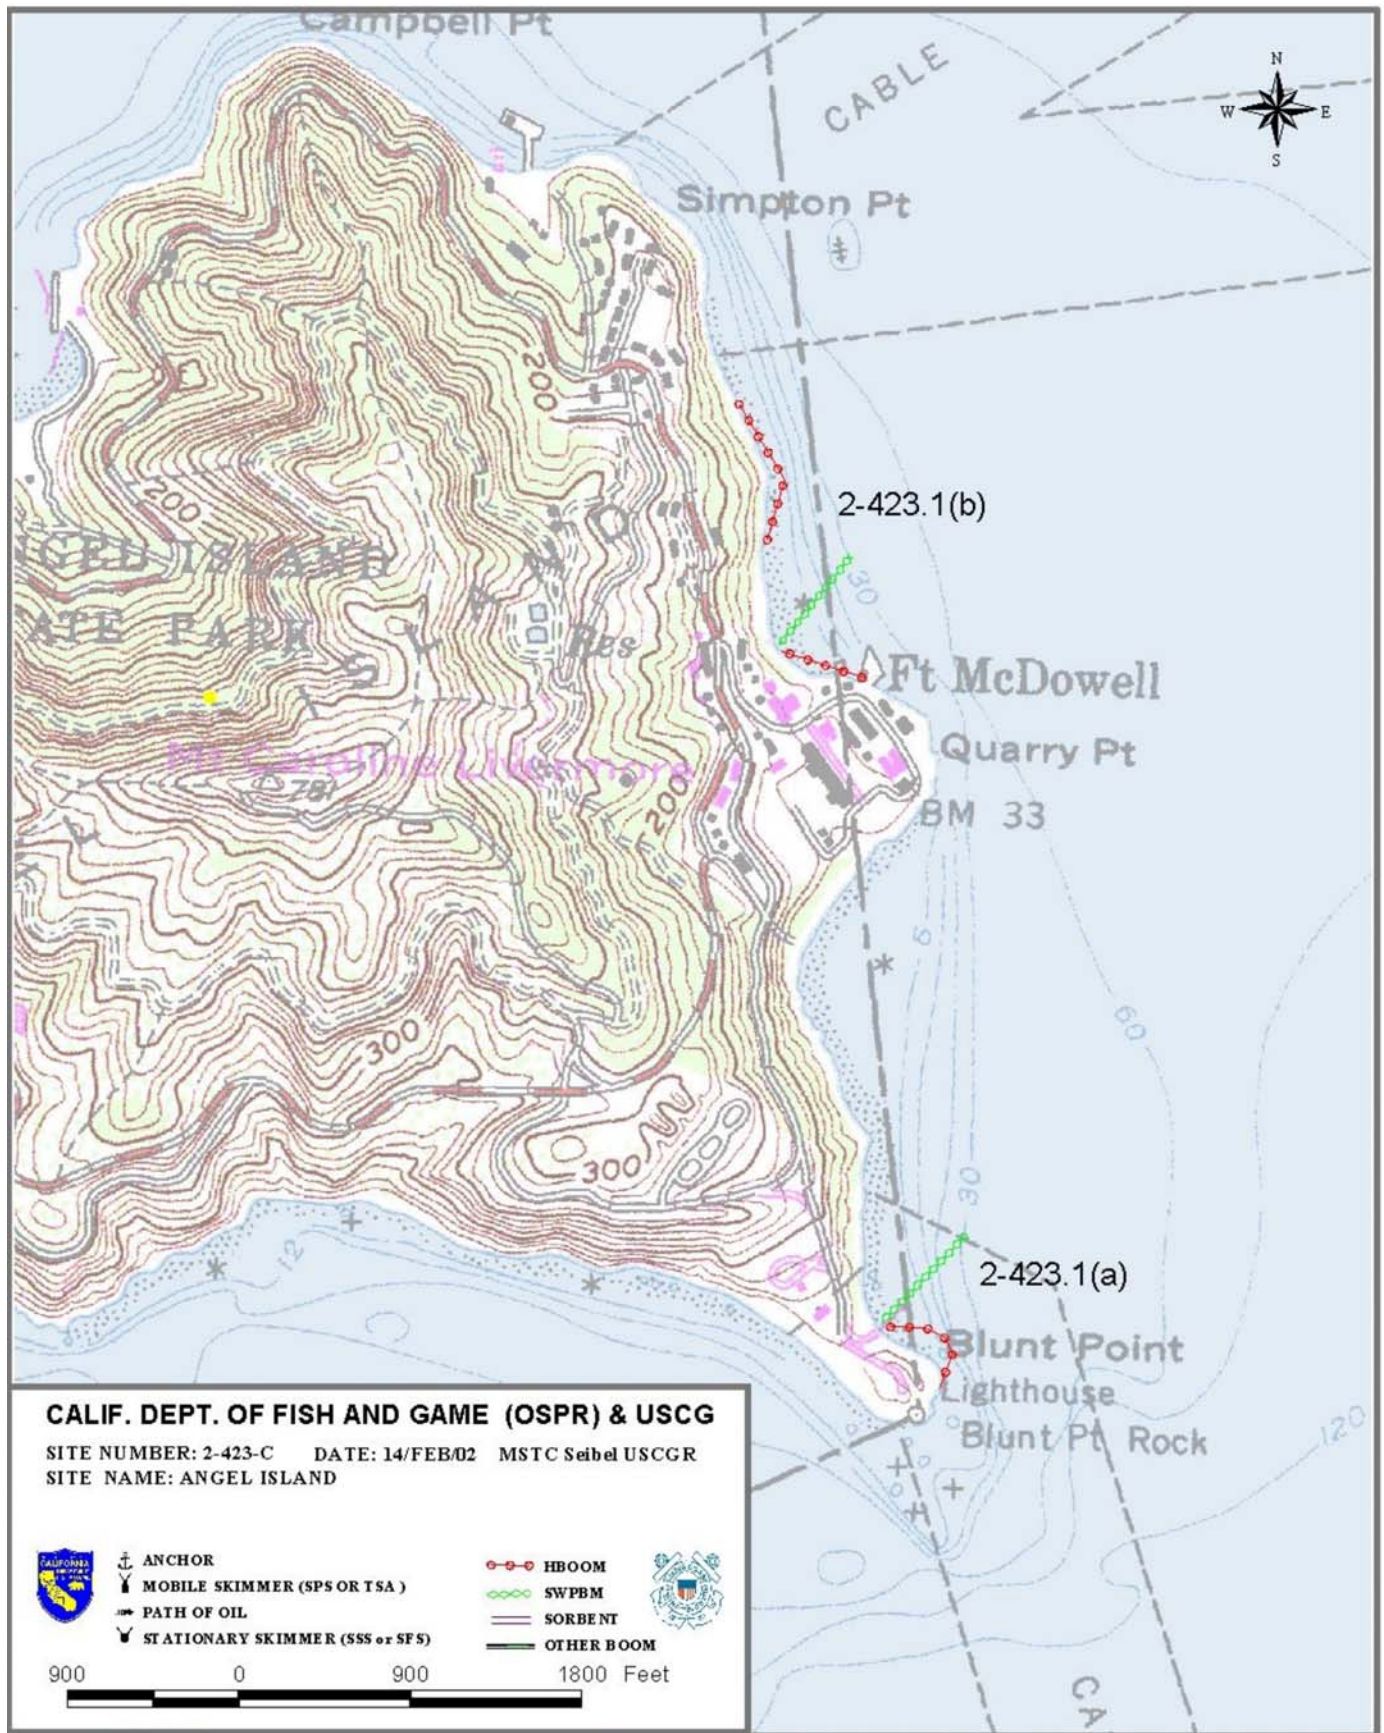 Campbell Pt
CABLE
N
W E
S
Simpton Pt
200
2-423.1(b)
200
30
NGEL ISLAND
ATE PARK
ISLAND
Res
Ft McDowell
Mt Caroline Livermore
Quarry Pt
781
200
BM 33
6
60
300
300
30
12
2-423.1(a)
Blunt Point
Lighthouse
Blunt Pt Rock
120
CA
CALIF. DEPT. OF FISH AND GAME (OSPR) & USCG
SITE NUMBER: 2-423-C DATE: 14/FEB/02 MSTC Seibel USCGR
SITE NAME: ANGEL ISLAND
CALIFORNIA
ANCHOR
MOBILE SKIMMER (SPS OR TSA )
PATH OF OIL
STATIONARY SKIMMER (SSS or SFS)
HBOOM
SWPBM
SORBENT
OTHER BOOM
900 0 900 1800 Feet